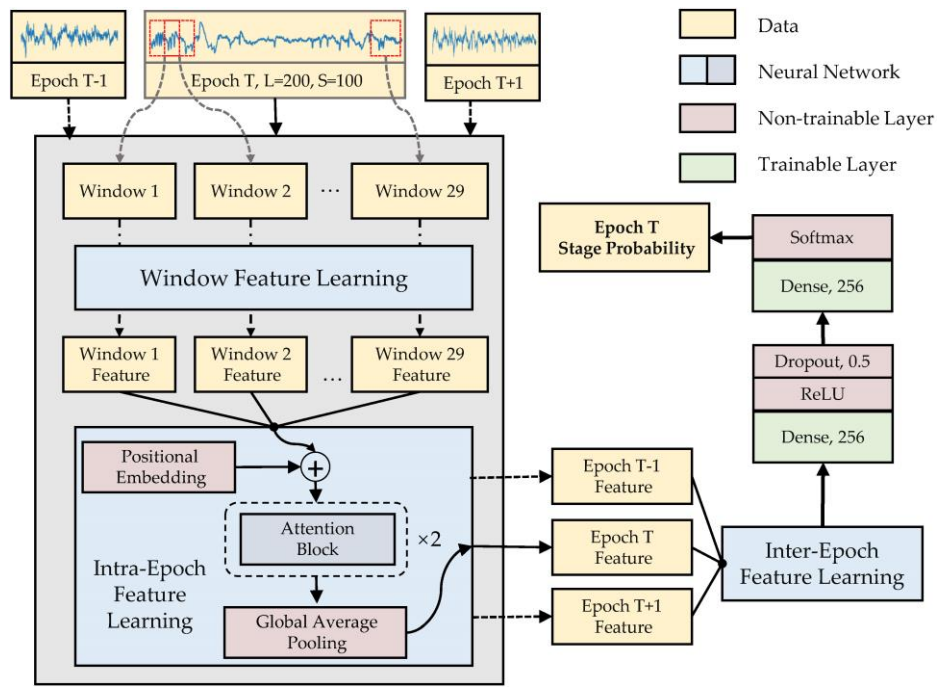 Epoch T-1
Epoch T, L=200, S=100
Epoch T+1
Data
Neural Network
Non-trainable Layer
Trainable Layer
Window 1
Window 2
...
Window 29
Window Feature Learning
Window 1
Feature
Window 2
Feature
...
Window 29
Feature
Positional
Embedding
+
Attention
Block
×2
Intra-Epoch
Feature
Learning
Global Average
Pooling
Epoch T-1
Feature
Epoch T
Feature
Epoch T+1
Feature
Inter-Epoch
Feature Learning
Dense, 256
ReLU
Dropout, 0.5
Dense, 256
Softmax
Epoch T
Stage Probability